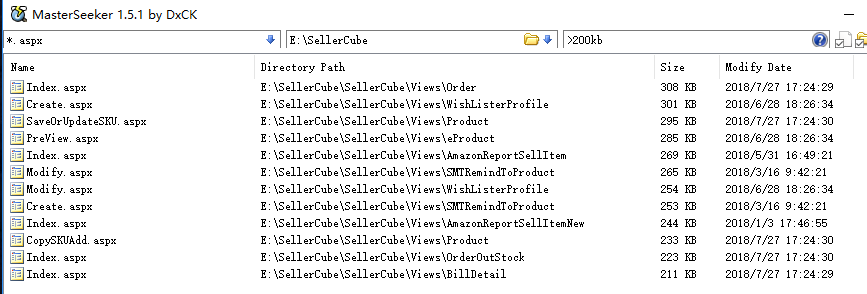 MasterSeeker 1.5.1 by DxCK
*.aspx E:\SellerCube >200kb
Name Directory Path Size Modify Date
Index.aspx E:\SellerCube\SellerCube\Views\Order 308 KB 2018/7/27 17:24:29
Create.aspx E:\SellerCube\SellerCube\Views\WishListerProfile 301 KB 2018/6/28 18:26:34
SaveOrUpdateSKU.aspx E:\SellerCube\SellerCube\Views\Product 295 KB 2018/7/27 17:24:30
PreView.aspx E:\SellerCube\SellerCube\Views\eProduct 285 KB 2018/6/28 18:26:34
Index.aspx E:\SellerCube\SellerCube\Views\AmazonReportSellItem 269 KB 2018/5/31 16:49:21
Modify.aspx E:\SellerCube\SellerCube\Views\SMTRemindToProduct 265 KB 2018/3/16 9:42:21
Modify.aspx E:\SellerCube\SellerCube\Views\WishListerProfile 254 KB 2018/6/28 18:26:34
Create.aspx E:\SellerCube\SellerCube\Views\SMTRemindToProduct 253 KB 2018/3/16 9:42:21
Index.aspx E:\SellerCube\SellerCube\Views\AmazonReportSellItemNew 244 KB 2018/1/3 17:46:55
CopySKUAdd.aspx E:\SellerCube\SellerCube\Views\Product 233 KB 2018/7/27 17:24:30
Index.aspx E:\SellerCube\SellerCube\Views\OrderOutStock 223 KB 2018/7/27 17:24:30
Index.aspx E:\SellerCube\SellerCube\Views\BillDetail 211 KB 2018/7/27 17:24:29